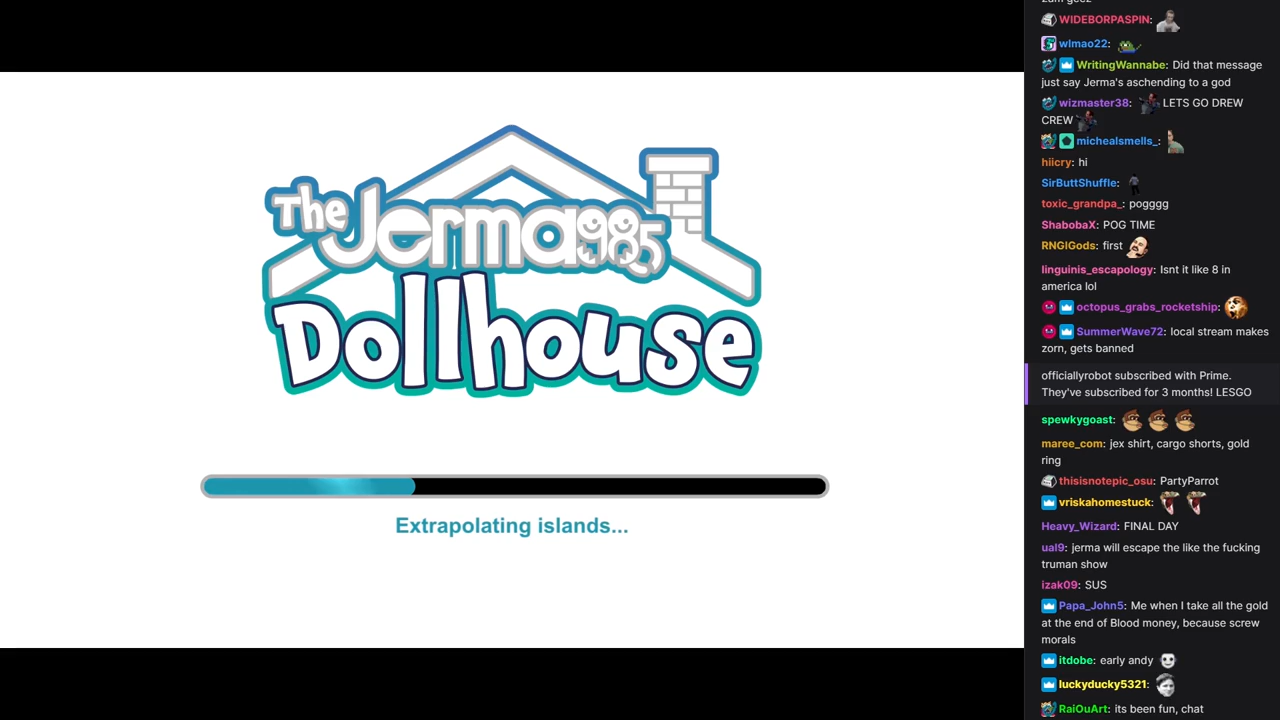 The Jerma985
Dollhouse
Extrapolating islands...
WIDEBORPASPIN:
wlmao22:
WritingWannabe: Did that message
just say Jerma's aschending to a god
wizmaster38: LETS GO DREW
CREW
michealsmells_:
hiicry: hi
SirButtShuffle:
toxic_grandpa_: pogggg
ShabobaX: POG TIME
RNGIGods: first
linguinis_escapology: Isnt it like 8 in
america lol
octopus_grabs_rocketship:
SummerWave72: local stream makes
zorn, gets banned
officiallyrobot subscribed with Prime.
They've subscribed for 3 months! LESGO
spewkygoast:
maree_com: jex shirt, cargo shorts, gold
ring
thisisnotepic_osu: PartyParrot
vriskahomestuck:
Heavy_Wizard: FINAL DAY
ual9: jerma will escape the like the fucking
truman show
izak09: SUS
Papa_John5: Me when I take all the gold
at the end of Blood money, because screw
morals
itdobe: early andy
luckyducky5321:
RaiOuArt: its been fun, chat